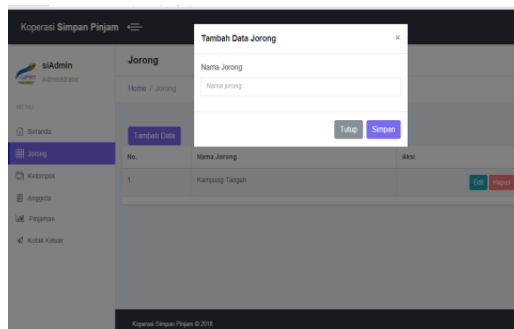 Koperasi Simpan Pinjam
Tambah Data Jorong
×
siAdmin
Administrator
Jorong
Nama Jorong
Home / Jorong
Nama jorong
MENU
Tutup
Simpan
Beranda
Tambah Data
Jorong
No.
Nama Jorong
Aksi
Kelompok
1.
Kampung Tangah
Edit
Hapus
Anggota
Pinjaman
Kotak Keluar
Koperasi Simpan Pinjam © 2018